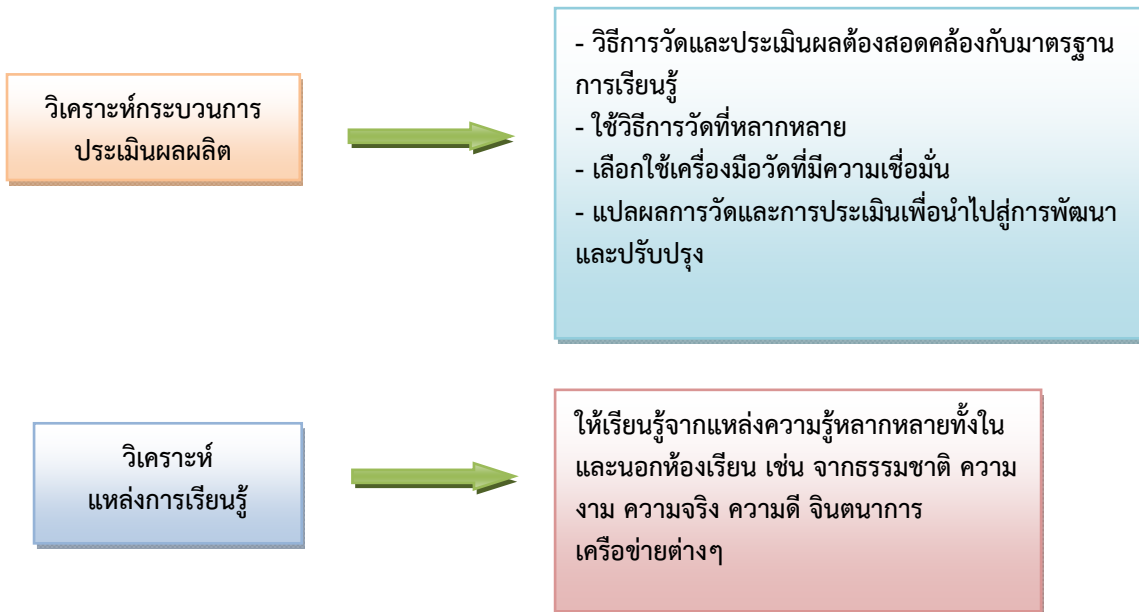 วิเคราะห์กระบวนการ
ประเมินผลผลิต
- วิธีการวัดและประเมินผลต้องสอดคล้องกับมาตรฐาน
การเรียนรู้
- ใช้วิธีการวัดที่หลากหลาย
- เลือกใช้เครื่องมือวัดที่มีความเชื่อมั่น
- แปลผลการวัดและการประเมินเพื่อนำไปสู่การพัฒนา
และปรับปรุง
วิเคราะห์
แหล่งการเรียนรู้
ให้เรียนรู้จากแหล่งความรู้หลากหลายทั้งใน
และนอกห้องเรียน เช่น จากธรรมชาติ ความ
งาม ความจริง ความดี จินตนาการ
เครือข่ายต่างๆ